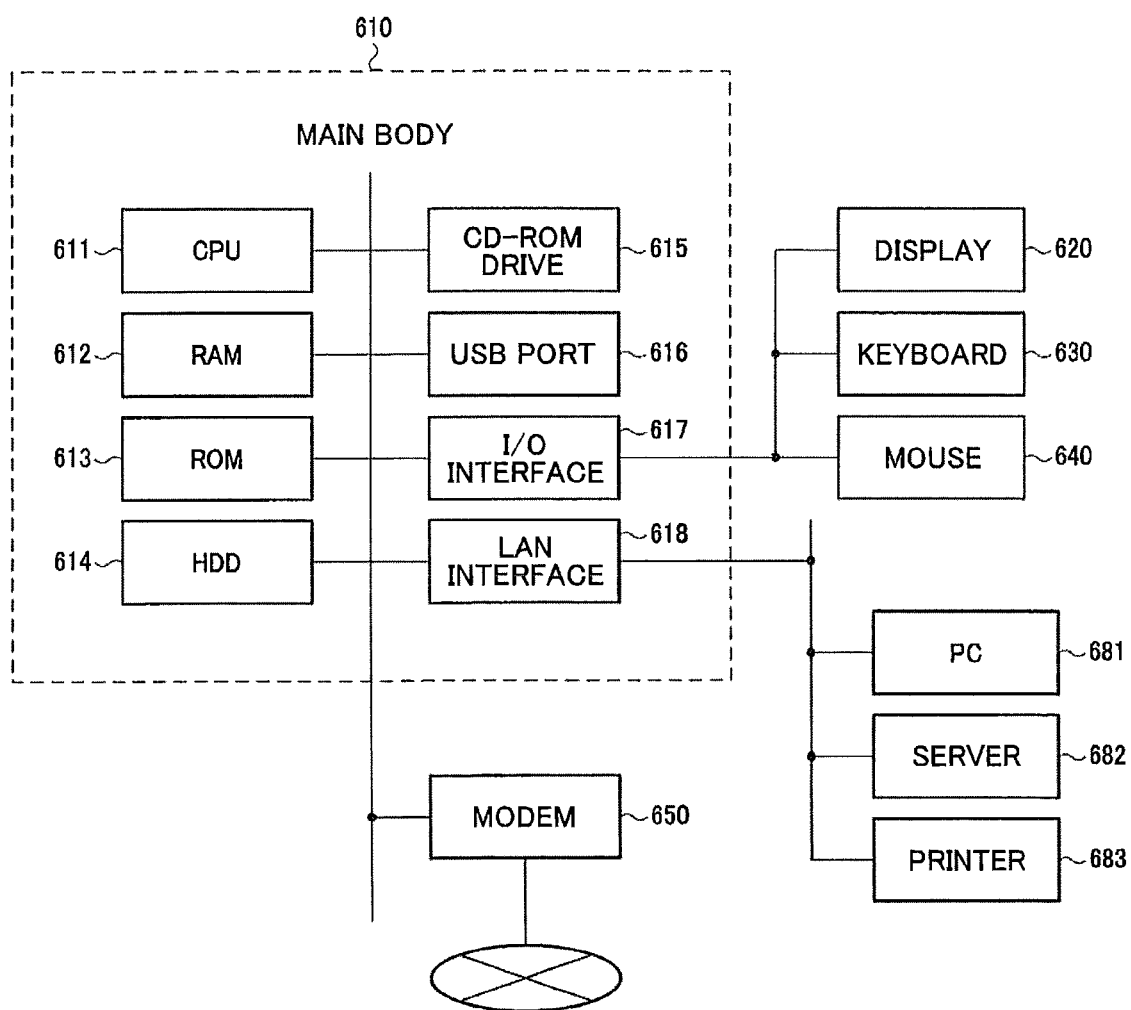 610
MAIN BODY
611
CPU
CD-ROM
DRIVE
615
DISPLAY
620
612
RAM
USB PORT
616
KEYBOARD
630
613
ROM
I/O
INTERFACE
617
MOUSE
640
614
HDD
LAN
INTERFACE
618
PC
681
SERVER
682
MODEM
650
PRINTER
683